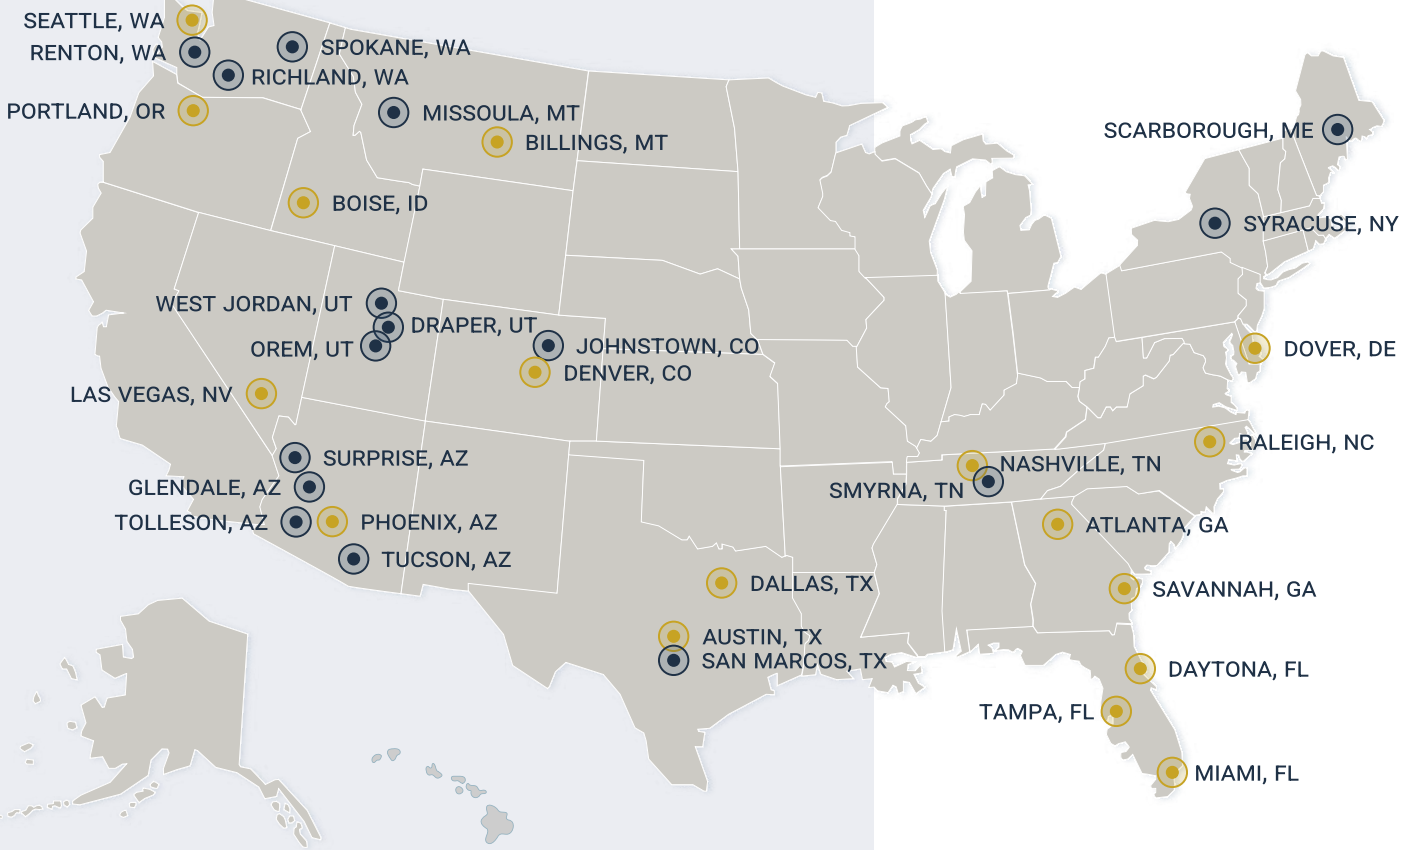 SEATTLE, WA
RENTON, WA
SPOKANE, WA
RICHLAND, WA
PORTLAND, OR
MISSOULA, MT
BILLINGS, MT
SCARBOROUGH, ME
BOISE, ID
SYRACUSE, NY
WEST JORDAN, UT
DRAPER, UT
OREM, UT
JOHNSTOWN, CO
DENVER, CO
DOVER, DE
LAS VEGAS, NV
RALEIGH, NC
SURPRISE, AZ
NASHVILLE, TN
GLENDALE, AZ
SMYRNA, TN
TOLLESON, AZ
PHOENIX, AZ
ATLANTA, GA
TUCSON, AZ
DALLAS, TX
SAVANNAH, GA
AUSTIN, TX
SAN MARCOS, TX
DAYTONA, FL
TAMPA, FL
MIAMI, FL